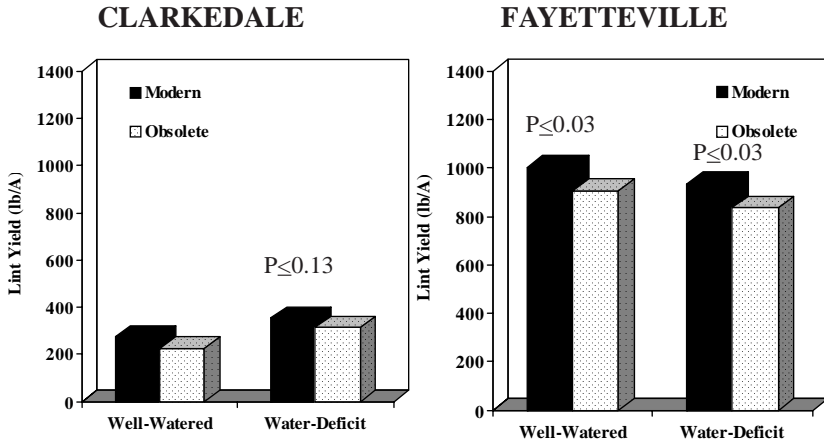 CLARKEDALE
1400
1200
1000
800
600
400
200
0
Lint Yield (lb/A)
Modern
Obsolete
P≤0.13
Well-Watered
Water-Deficit
FAYETTEVILLE
1400
1200
1000
800
600
400
200
0
Lint Yield (lb/A)
Modern
Obsolete
P≤0.03
P≤0.03
Well-Watered
Water-Deficit